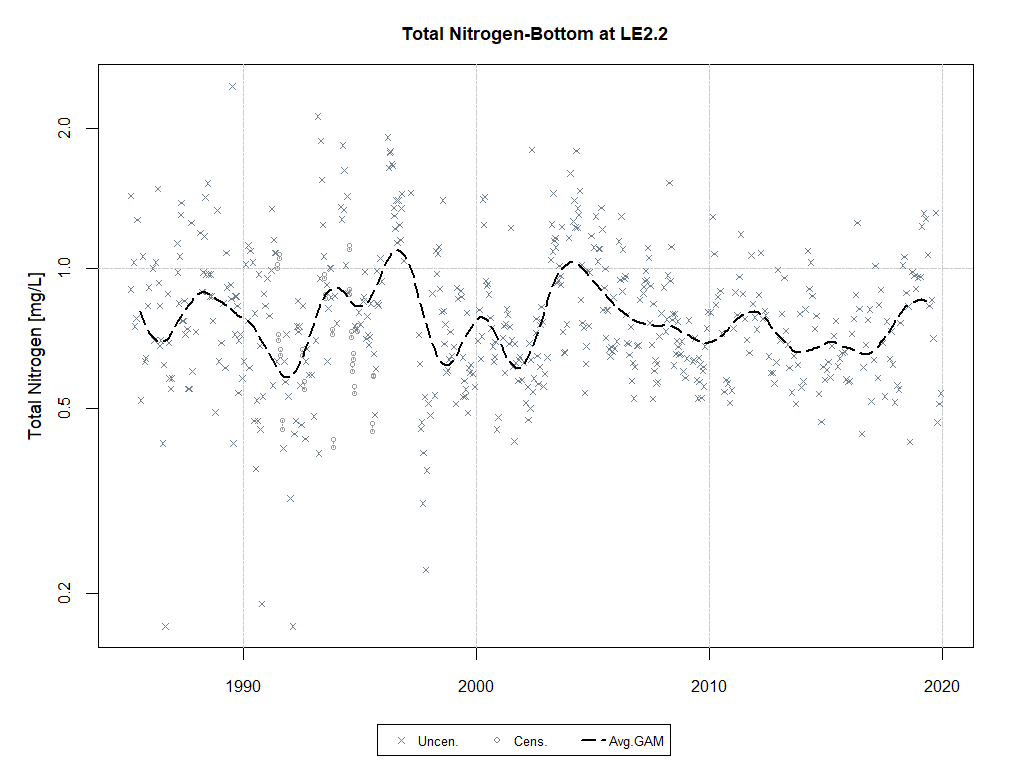 Total Nitrogen-Bottom at LE2.2
Total Nitrogen [mg/L]
2.0
1.0
0.5
0.2
1990 2000 2010 2020
Uncen. Cens. Avg.GAM